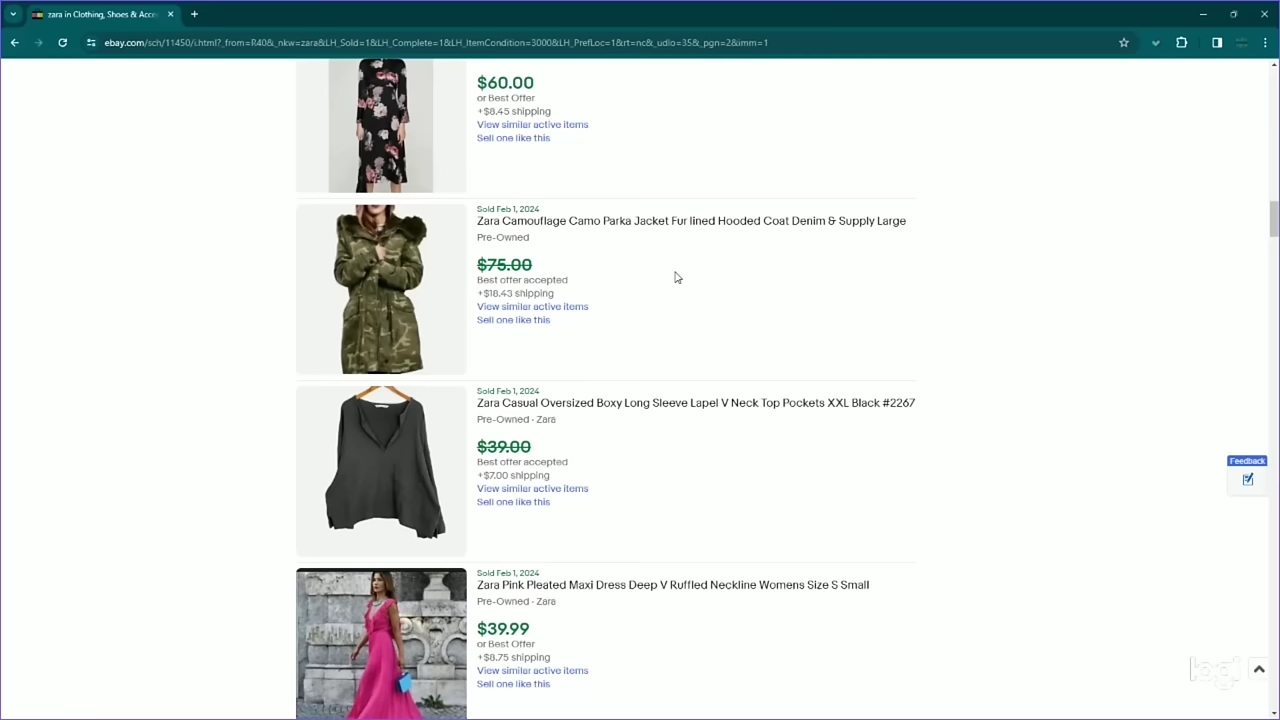 zara in Clothing, Shoes & Acce
ebay.com/sch/11450/i.html?_from=R40&_nkw=zara&LH_Sold=1&LH_Complete=1&LH_ItemCondition=3000&LH_PrefLoc=1&rt=nc&_udlo=35&_pgn=2&imm=1
$60.00
or Best Offer
+$8.45 shipping
View similar active items
Sell one like this
Sold Feb 1, 2024
Zara Camouflage Camo Parka Jacket Fur lined Hooded Coat Denim & Supply Large
Pre-Owned
$75.00
Best offer accepted
+$18.43 shipping
View similar active items
Sell one like this
Sold Feb 1, 2024
Zara Casual Oversized Boxy Long Sleeve Lapel V Neck Top Pockets XXL Black #2267
Pre-Owned · Zara
$39.00
Best offer accepted
+$7.00 shipping
View similar active items
Sell one like this
Feedback
Sold Feb 1, 2024
Zara Pink Pleated Maxi Dress Deep V Ruffled Neckline Womens Size S Small
Pre-Owned · Zara
$39.99
or Best Offer
+$8.75 shipping
View similar active items
Sell one like this